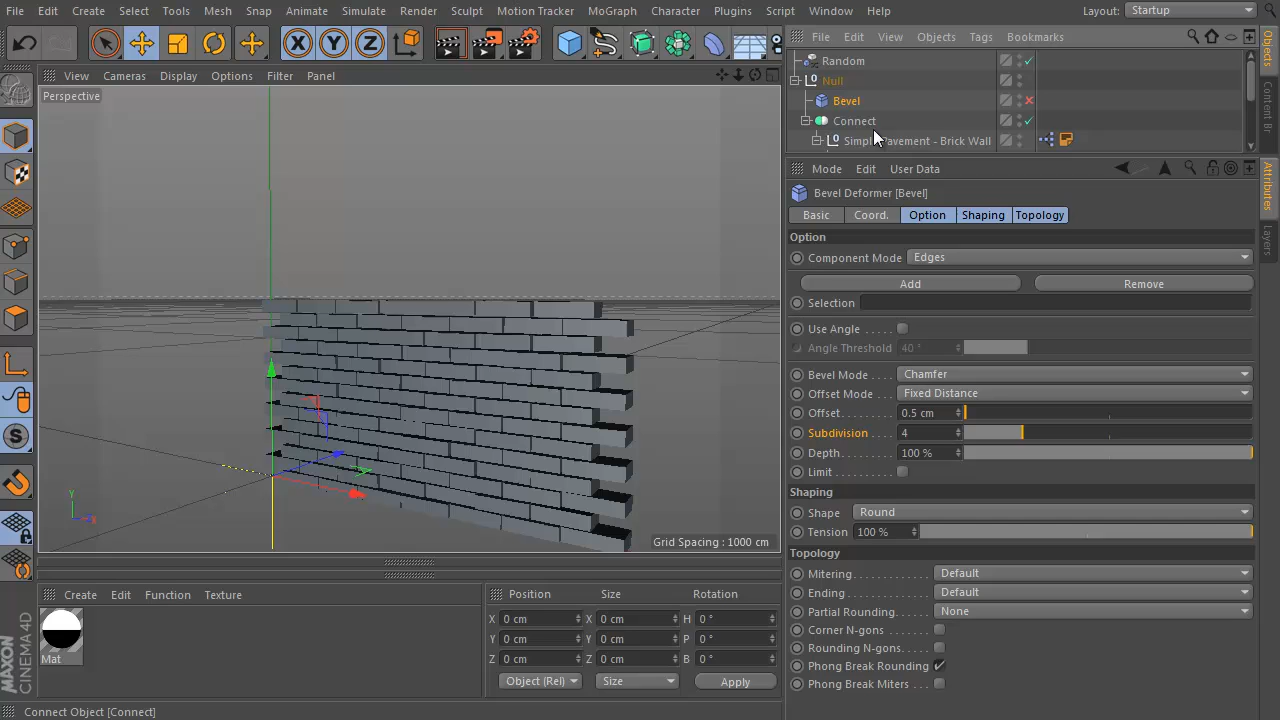 File Edit Create Select Tools Mesh Snap Animate Simulate Render Sculpt Motion Tracker MoGraph Character Plugins Script Window Help Layout: Startup
X Y Z
File Edit View Objects Tags Bookmarks
View Cameras Display Options Filter Panel
Perspective
Random
Null
Bevel
Connect
Pavement - Brick Wall
Mode Edit User Data
Bevel Deformer [Bevel]
Basic Coord. Option Shaping Topology
Option
Component Mode Edges
Add Remove
Selection
Use Angle
Angle Threshold 40 °
Bevel Mode Chamfer
Offset Mode Fixed Distance
Offset 0.5 cm
Subdivision 4
Depth 100 %
Limit
Shaping
Shape Round
Tension 100 %
Topology
Mitering Default
Ending Default
Partial Rounding None
Corner N-gons
Rounding N-gons
Phong Break Rounding
Phong Break Miters
Y
Grid Spacing : 1000 cm
Create Edit Function Texture
Mat
Position Size Rotation
X 0 cm X 0 cm H 0 °
Y 0 cm Y 0 cm P 0 °
Z 0 cm Z 0 cm B 0 °
Object (Rel) Size Apply
MAXON
CINEMA 4D
Connect Object [Connect]
Objects
Content Br
Attributes
Layers